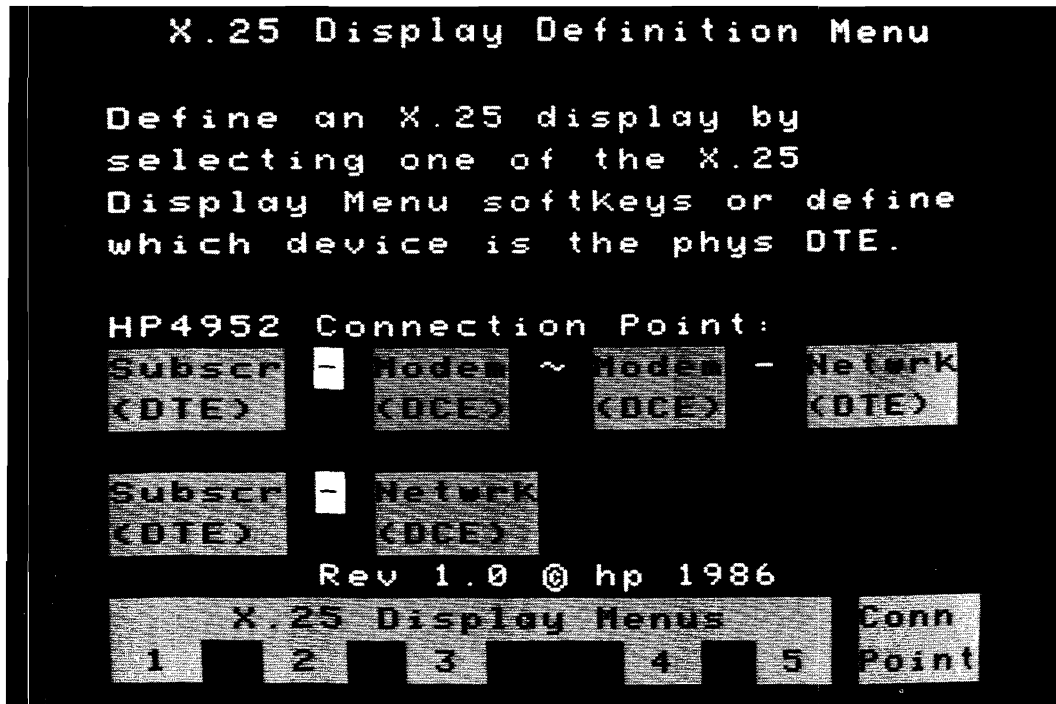 X.25 Display Definition Menu
Define an X.25 display by
selecting one of the X.25
Display Menu softkeys or define
which device is the phys DTE.
HP4952 Connection Point:
Subscr - Modem ~ Modem - Netwrk
(DTE) (DCE) (DCE) (DTE)
Subscr - Netwrk
(DTE) (DCE)
Rev 1.0 © hp 1986
X.25 Display Menus Conn
1 2 3 4 5 Point